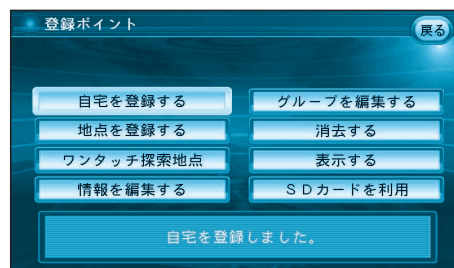 登録ポイント
戻る
自宅を登録する
グループを編集する
地点を登録する
消去する
ワンタッチ探索地点
表示する
情報を編集する
SDカードを利用
自宅を登録しました。